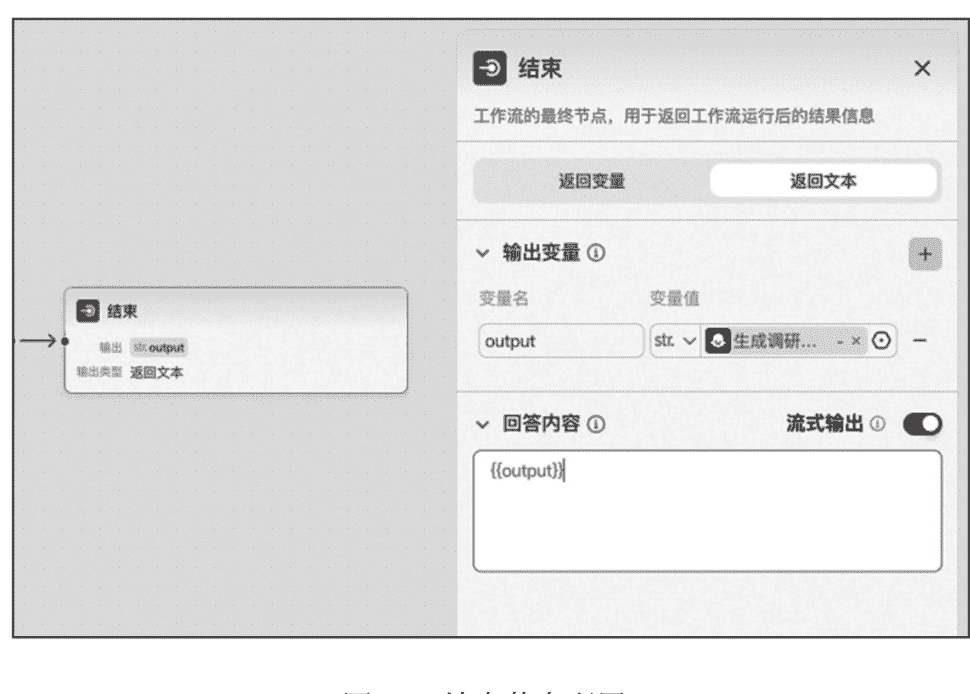 结束
工作流的最终节点，用于返回工作流运行后的结果信息
返回变量 返回文本
输出变量
变量名 变量值
output str. 生成调研... - ×
回答内容 流式输出
{{output}}
结束
输出 str. output
输出类型 返回文本